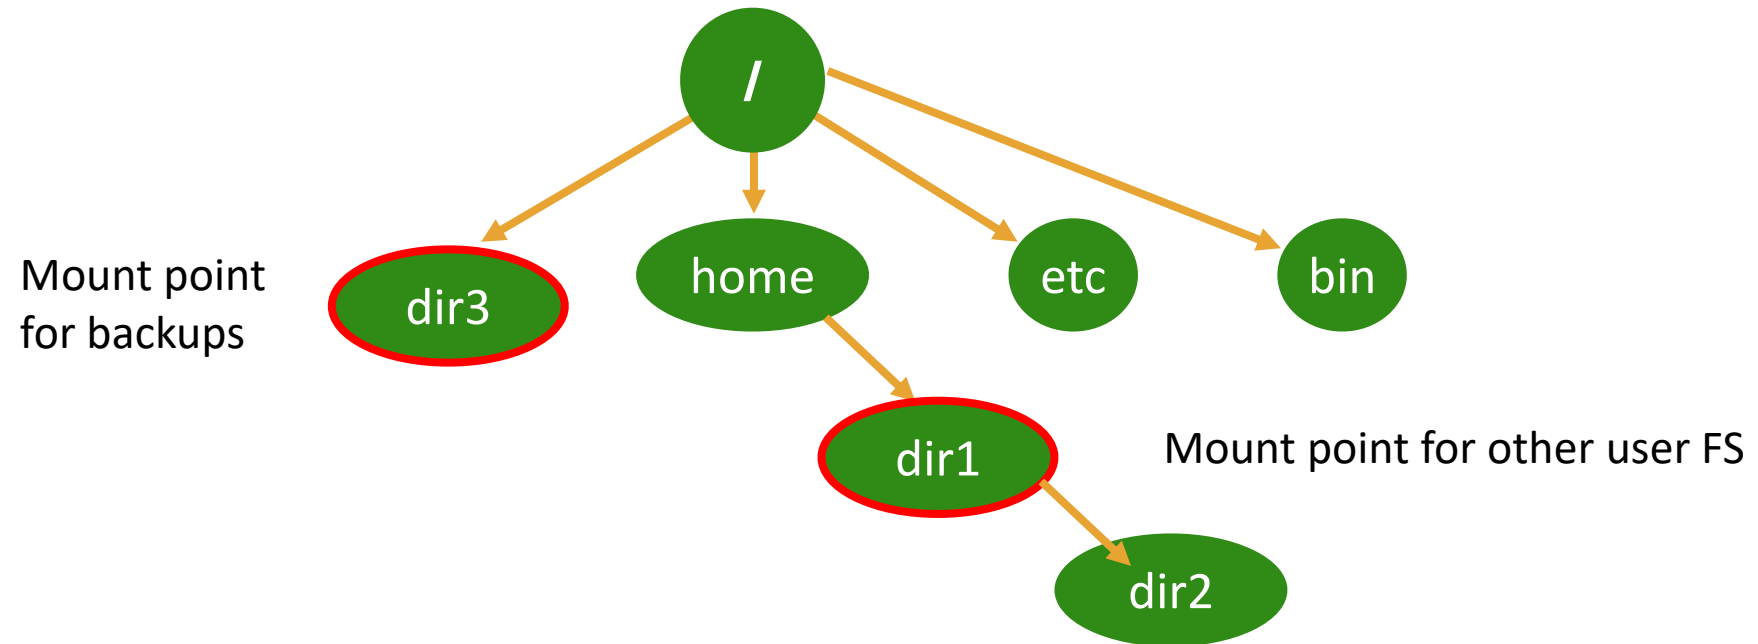 /
Mount point
for backups
dir3
home
etc
bin
dir1
Mount point for other user FS
dir2